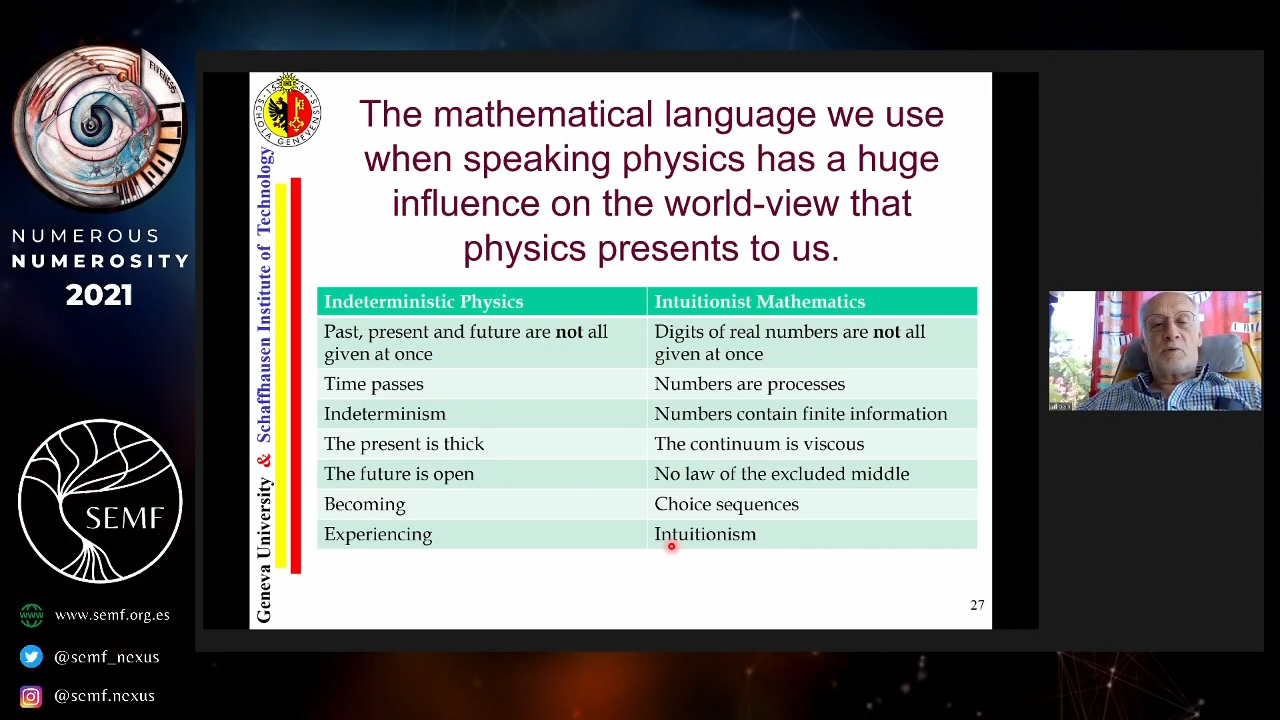 FIVENESS
NUMEROUS
NUMEROSITY
2021
SEMF
www.semf.org.es
@semf_nexus
@semf.nexus
SCHOLA GENEVENSIS
Geneva University & Schaffhausen Institute of Technology
The mathematical language we use
when speaking physics has a huge
influence on the world-view that
physics presents to us.
Indeterministic Physics
Intuitionist Mathematics
Past, present and future are not all
given at once
Digits of real numbers are not all
given at once
Time passes
Numbers are processes
Indeterminism
Numbers contain finite information
The present is thick
The continuum is viscous
The future is open
No law of the excluded middle
Becoming
Choice sequences
Experiencing
Intuitionism
27